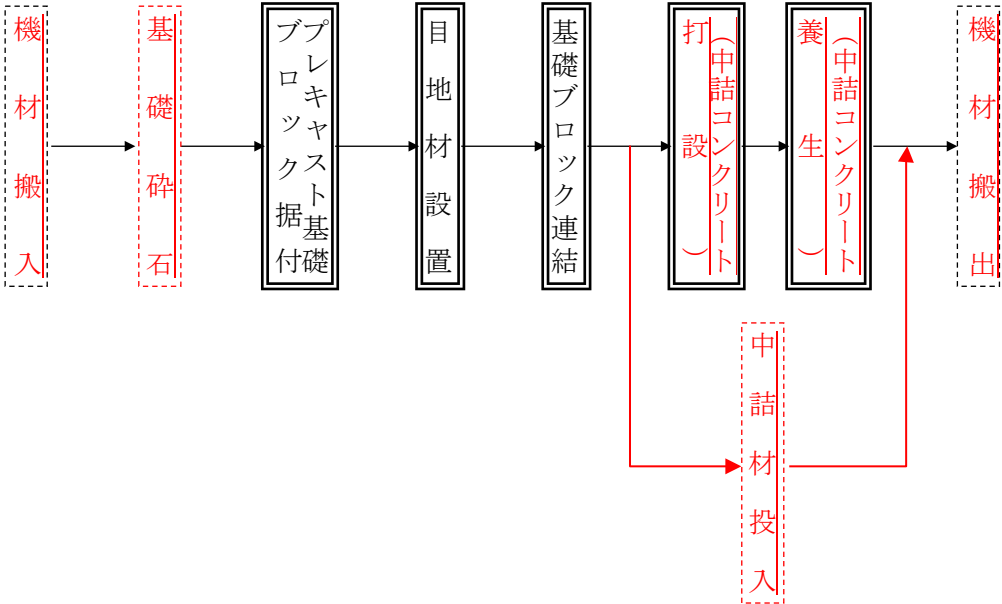 機材搬入
基礎砕石
プレキャスト基礎
ブロック据付
目地材設置
基礎ブロック連結
打設
（中詰コンクリート）
養生
（中詰コンクリート）
中詰材投入
機材搬出